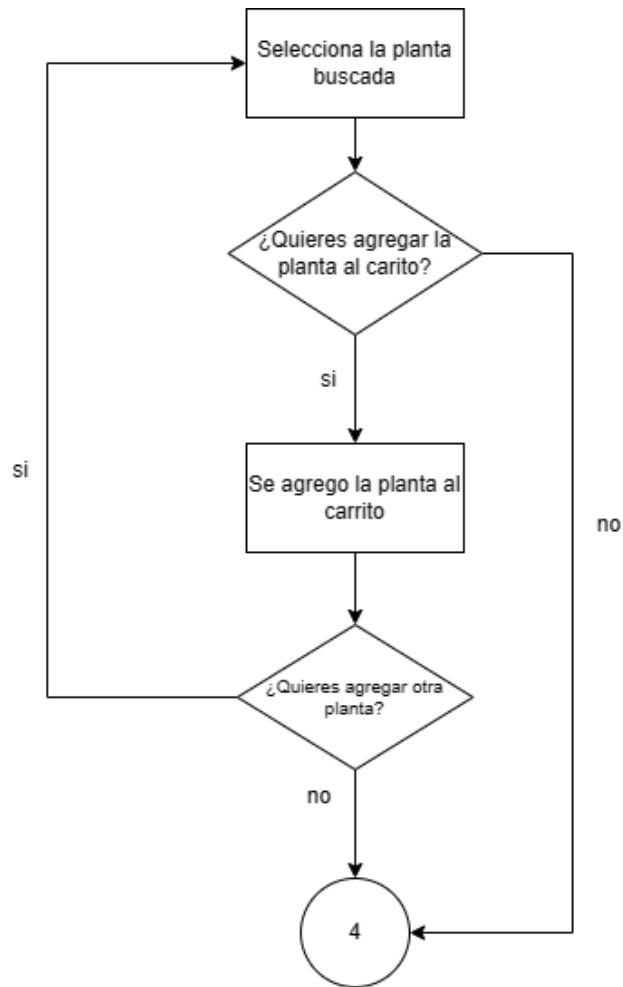 Selecciona la planta
buscada
¿Quieres agregar la
planta al carito?
si
si
Se agrego la planta al
carrito
no
¿Quieres agregar otra
planta?
no
4